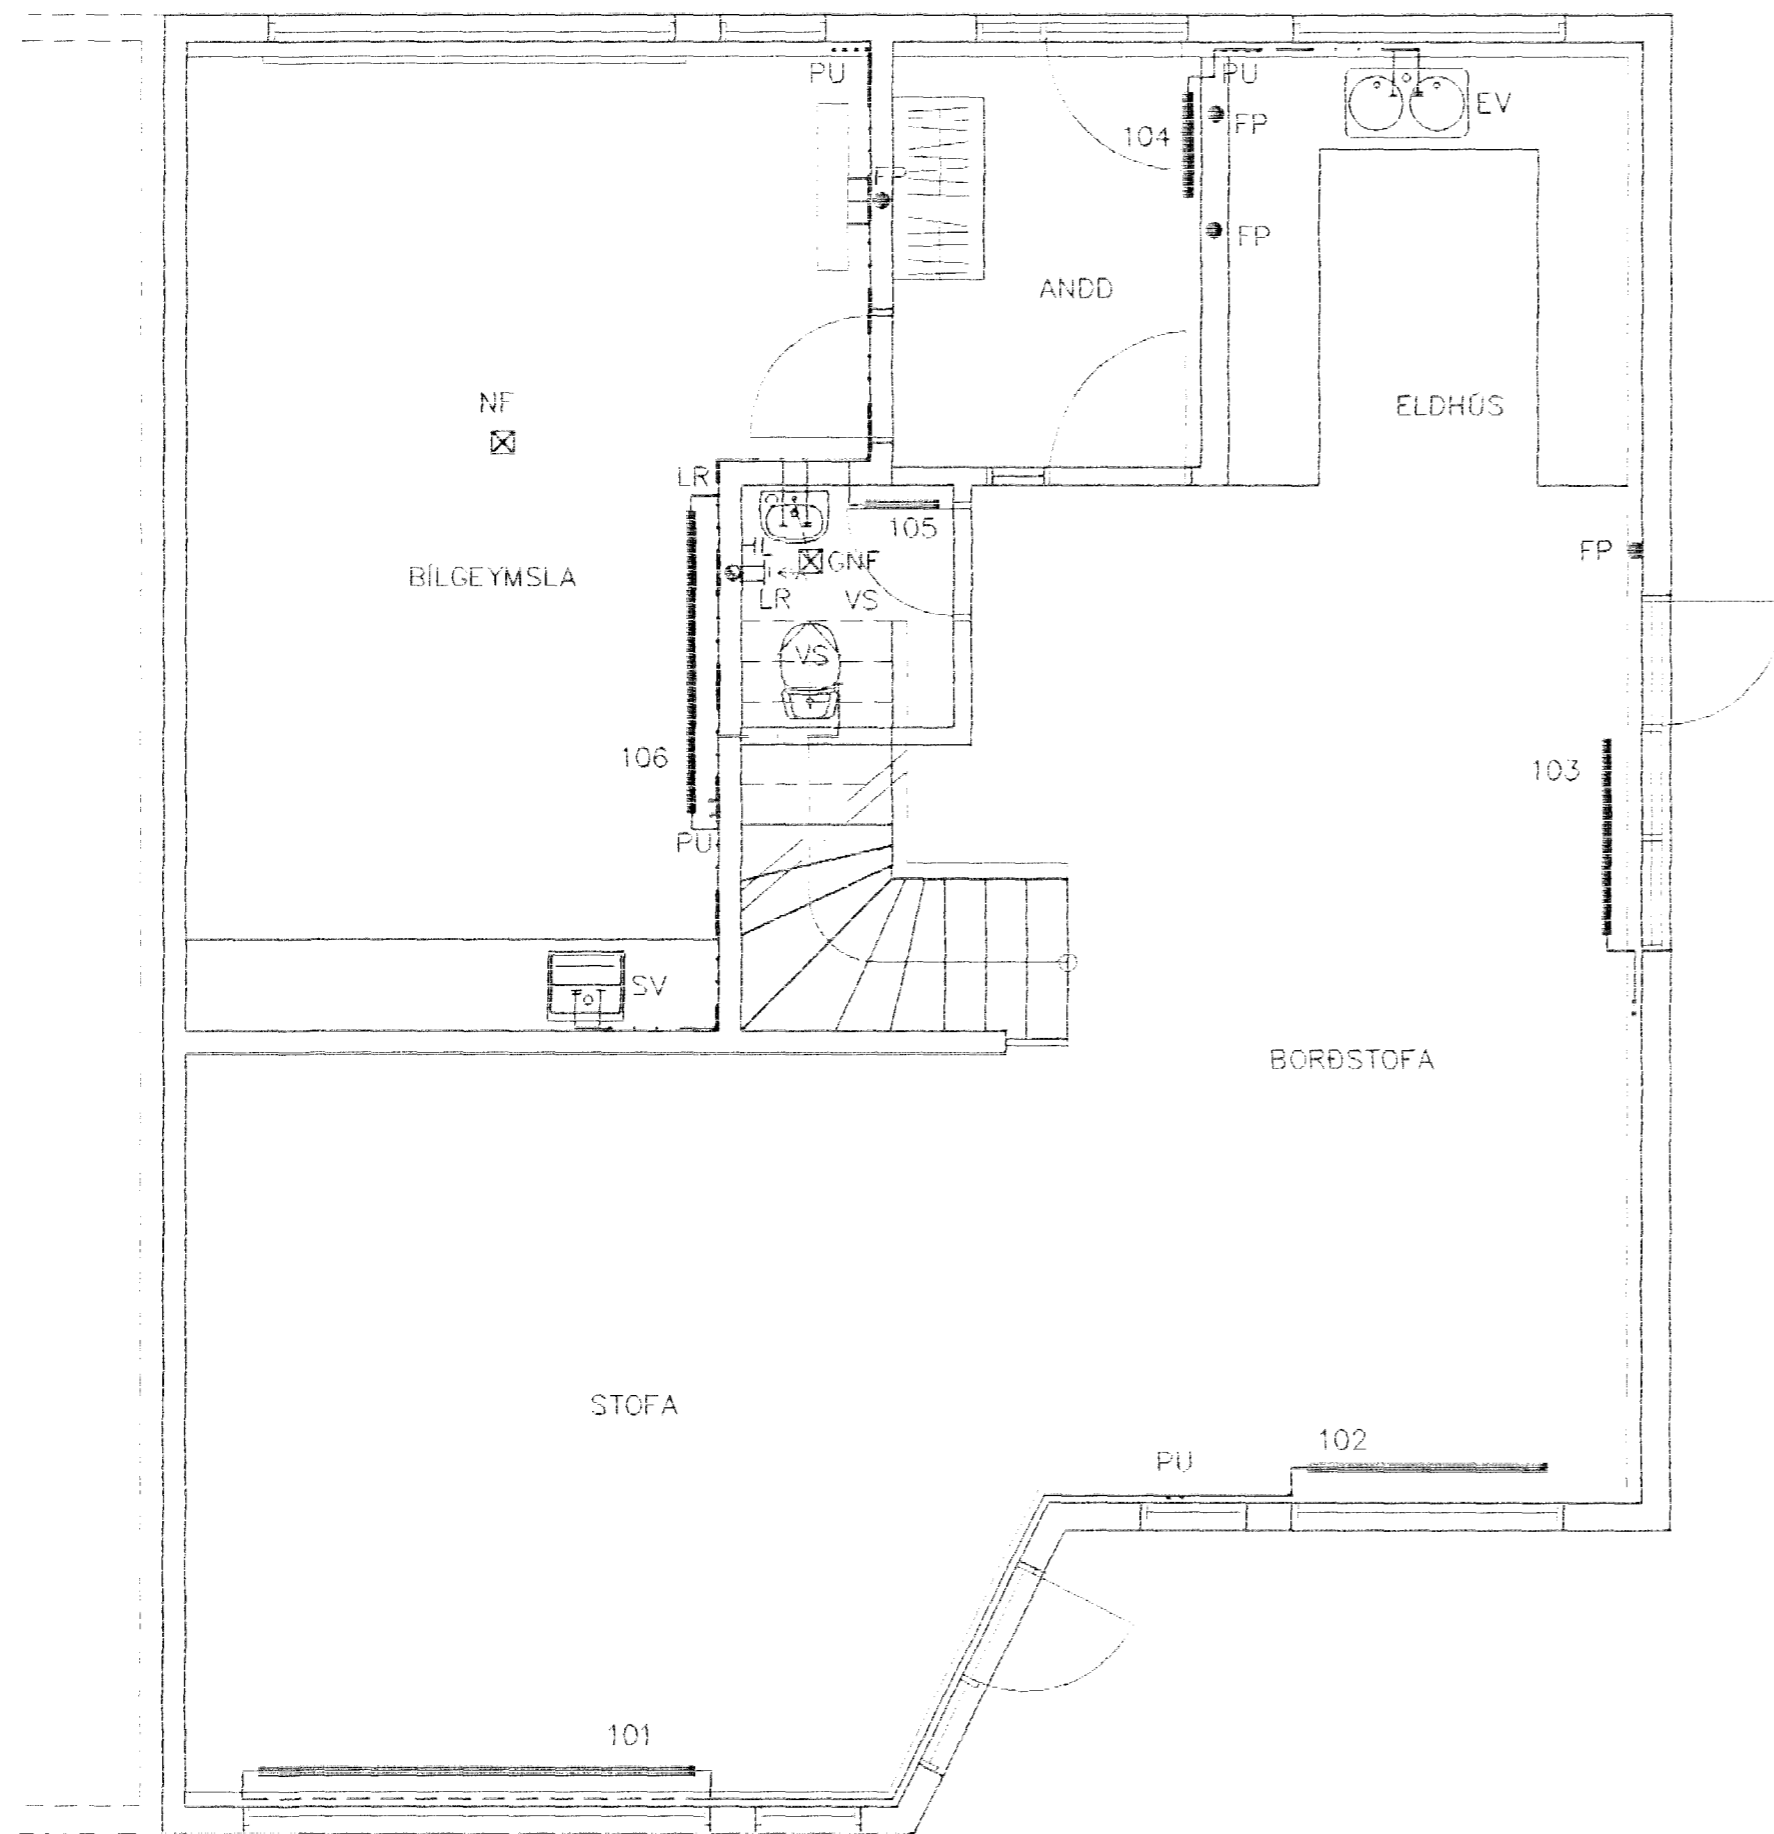 PU
PU
EV
FP
104
FP
FP
ANDD
NF
ELDHÚS
LR
105
HL
GNF
FP
BÍLGEYMSLA
LR
VS
VS
106
103
PU
SV
BORÐSTOFA
STOFA
102
PU
101